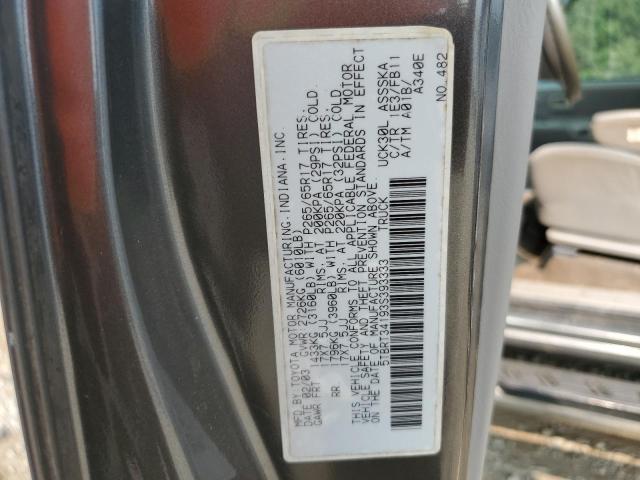 MFD BY TOYOTA MOTOR MANUFACTURING.INDIANA.INC.
DATE 02/03 GVWR 2726KG (6010LB)
GAWR FRT 1433KG (3160LB) WITH P265/65R17 TIRES.
17X7.5JJ RIMS. AT 200KPA (29PSI) COLD
RR 1796KG (3960LB) WITH P265/65R17 TIRES.
17X7.5JJ RIMS. AT 220KPA (32PSI) COLD
THIS VEHICLE CONFORMS TO ALL APPLICABLE FEDERAL MOTOR
VEHICLE SAFETY AND THEFT PREVENTION STANDARDS IN EFFECT
ON THE DATE OF MANUFACTURE SHOWN ABOVE.
5TBRT34193S393333 TRUCK
UCK30L ASSSKA
C/TR 1E3/FB11
A/TM A01B/
A340E
NO.482